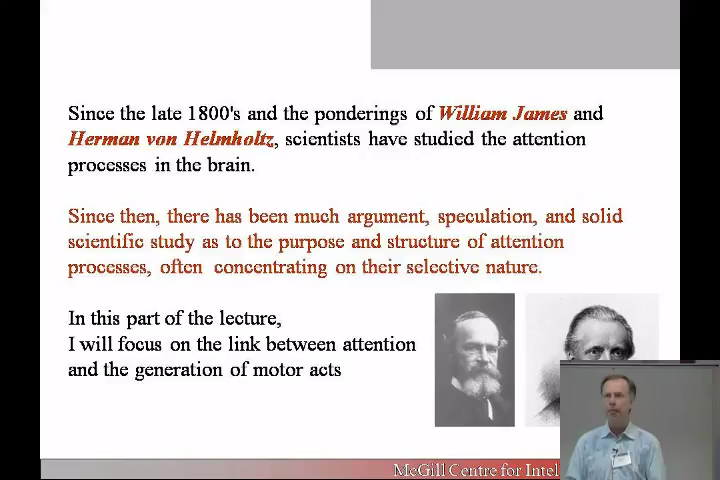 Since the late 1800's and the ponderings of William James and
Herman von Helmholtz, scientists have studied the attention
processes in the brain.
Since then, there has been much argument, speculation, and solid
scientific study as to the purpose and structure of attention
processes, often concentrating on their selective nature.
In this part of the lecture,
I will focus on the link between attention
and the generation of motor acts
McGill Centre for Intel